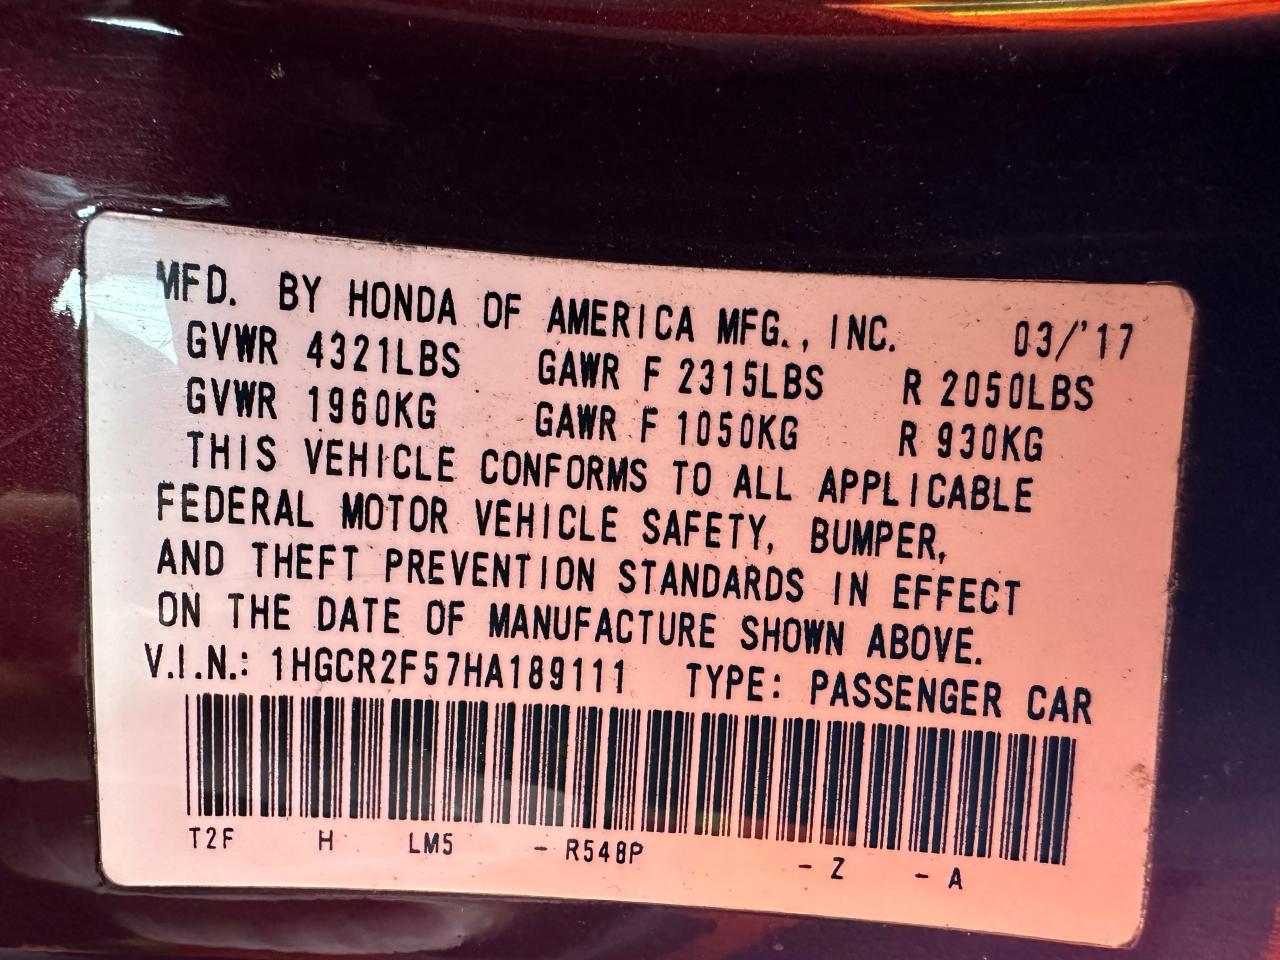 MFD. BY HONDA OF AMERICA MFG., INC. 03/'17
GVWR 4321LBS GAWR F 2315LBS R 2050LBS
GVWR 1960KG GAWR F 1050KG R 930KG
THIS VEHICLE CONFORMS TO ALL APPLICABLE
FEDERAL MOTOR VEHICLE SAFETY, BUMPER,
AND THEFT PREVENTION STANDARDS IN EFFECT
ON THE DATE OF MANUFACTURE SHOWN ABOVE.
V.I.N.: 1HGCR2F57HA189111 TYPE: PASSENGER CAR
T2F H LM5 - R548P - Z - A